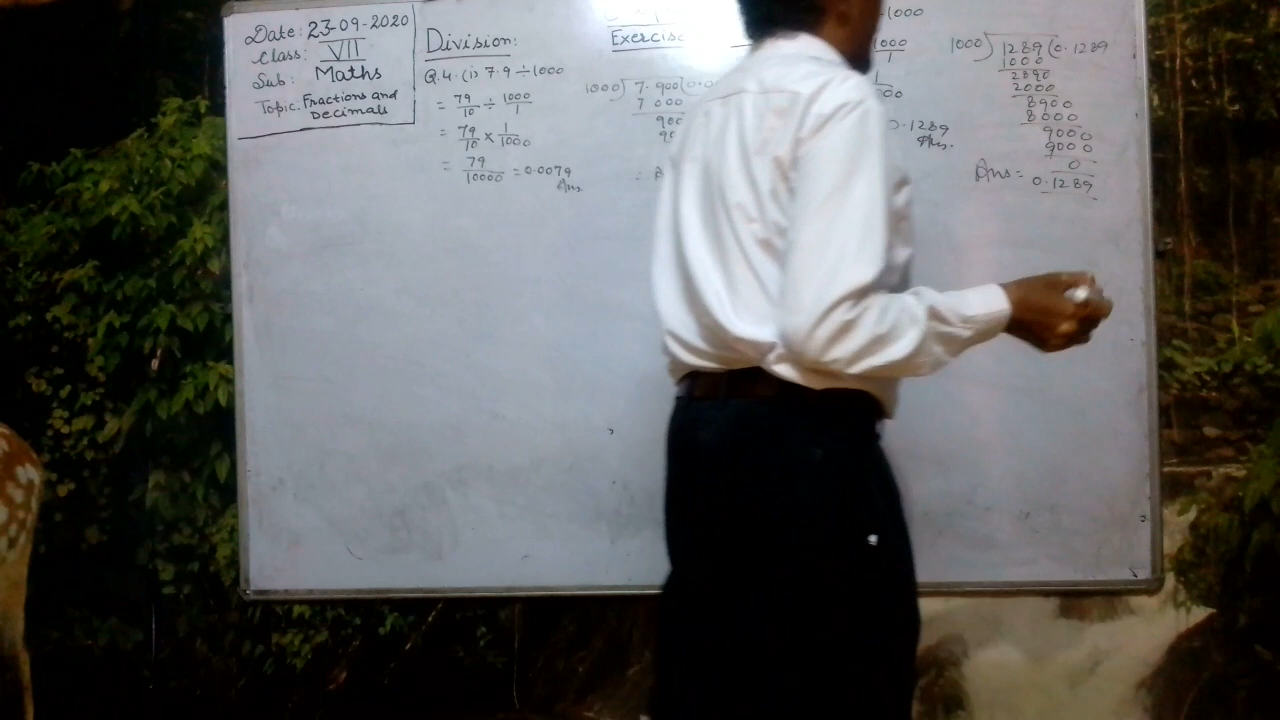 Date: 23-09-2020
Class: VII
Sub: Maths
Topic. Fractions and
Decimals
Division:
Q.4. (i) 7.9 ÷ 1000
= 79/10 ÷ 1000/1
= 79/10 × 1/1000
= 79/10000 = 0.0079
Ans.
Exercise
1000) 7.900(0.0
7 000
900
1000
1000/1
0.1289
Ans.
1000) 1289(0.1289
1000
2890
2000
8900
8000
9000
9000
0
Ans = 0.1289